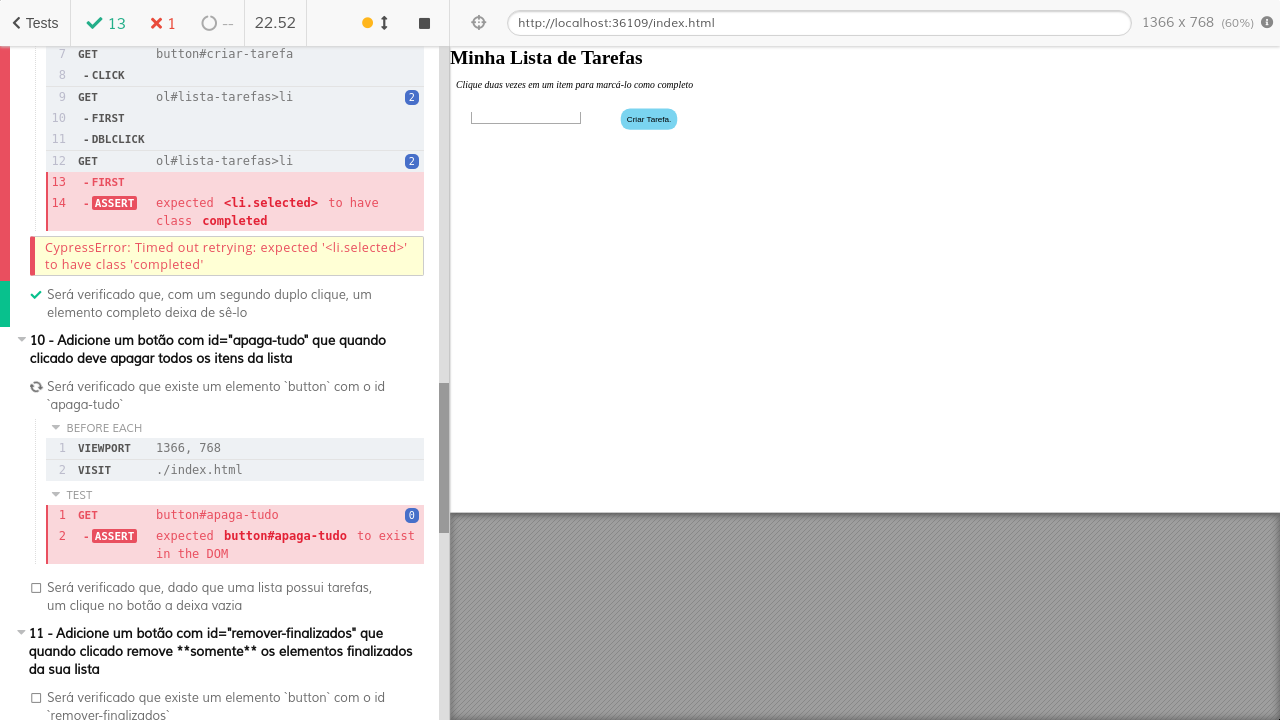 Tests 13 1 -- 22.52 http://localhost:36109/index.html 1366 x 768 (60%)
7 GET button#criar-tarefa
8 - CLICK
9 GET ol#lista-tarefas>li 2
10 - FIRST
11 - DBLCLICK
12 GET ol#lista-tarefas>li 2
13 - FIRST
14 - ASSERT expected <li.selected> to have
class completed
CypressError: Timed out retrying: expected '<li.selected>'
to have class 'completed'
Será verificado que, com um segundo duplo clique, um
elemento completo deixa de sê-lo
10 - Adicione um botão com id="apaga-tudo" que quando
clicado deve apagar todos os itens da lista
Será verificado que existe um elemento `button` com o id
`apaga-tudo`
BEFORE EACH
1 VIEWPORT 1366, 768
2 VISIT ./index.html
TEST
1 GET button#apaga-tudo 0
2 - ASSERT expected button#apaga-tudo to exist
in the DOM
Será verificado que, dado que uma lista possui tarefas,
um clique no botão a deixa vazia
11 - Adicione um botão com id="remover-finalizados" que
quando clicado remove **somente** os elementos finalizados
da sua lista
Será verificado que existe um elemento `button` com o id
`remover-finalizados`
Minha Lista de Tarefas
Clique duas vezes em um item para marcá-lo como completo
Criar Tarefa.